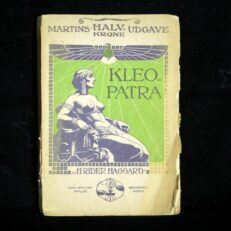 MARTINS HALV- UDGAVE
KRONE
KLEO-
PATRA
H. RIDER HAGGARD